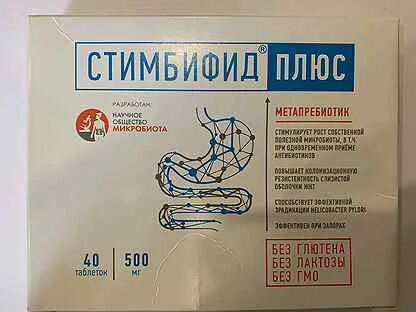 СТИМБИФИД® ПЛЮС
РАЗРАБОТАН:
НАУЧНОЕ
ОБЩЕСТВО
МИКРОБИОТА
МЕТАПРЕБИОТИК
СТИМУЛИРУЕТ РОСТ СОБСТВЕННОЙ
ПОЛЕЗНОЙ МИКРОБИОТЫ, В Т.Ч.
ПРИ ОДНОВРЕМЕННОМ ПРИЁМЕ
АНТИБИОТИКОВ
ПОВЫШАЕТ КОЛОНИЗАЦИОННУЮ
РЕЗИСТЕНТНОСТЬ СЛИЗИСТОЙ
ОБОЛОЧКИ ЖКТ
СПОСОБСТВУЕТ ЭФФЕКТИВНОЙ
ЭРАДИКАЦИИ HELICOBACTER PYLORI
ЭФФЕКТИВЕН ПРИ ЗАПОРАХ
40 таблеток
500 мг
БЕЗ ГЛЮТЕНА
БЕЗ ЛАКТОЗЫ
БЕЗ ГМО